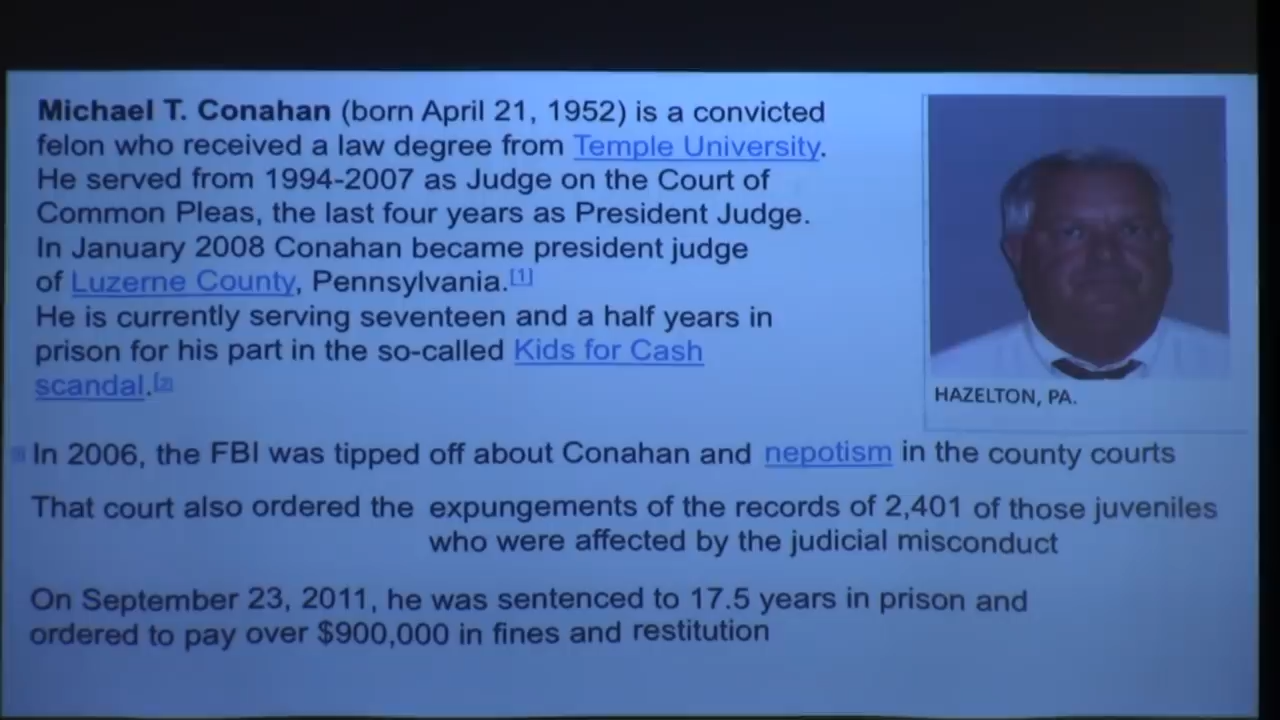 Michael T. Conahan (born April 21, 1952) is a convicted
felon who received a law degree from Temple University.
He served from 1994-2007 as Judge on the Court of
Common Pleas, the last four years as President Judge.
In January 2008 Conahan became president judge
of Luzerne County, Pennsylvania.[1]
He is currently serving seventeen and a half years in
prison for his part in the so-called Kids for Cash
scandal.[2]
HAZELTON, PA.
In 2006, the FBI was tipped off about Conahan and nepotism in the county courts
That court also ordered the expungements of the records of 2,401 of those juveniles
who were affected by the judicial misconduct
On September 23, 2011, he was sentenced to 17.5 years in prison and
ordered to pay over $900,000 in fines and restitution